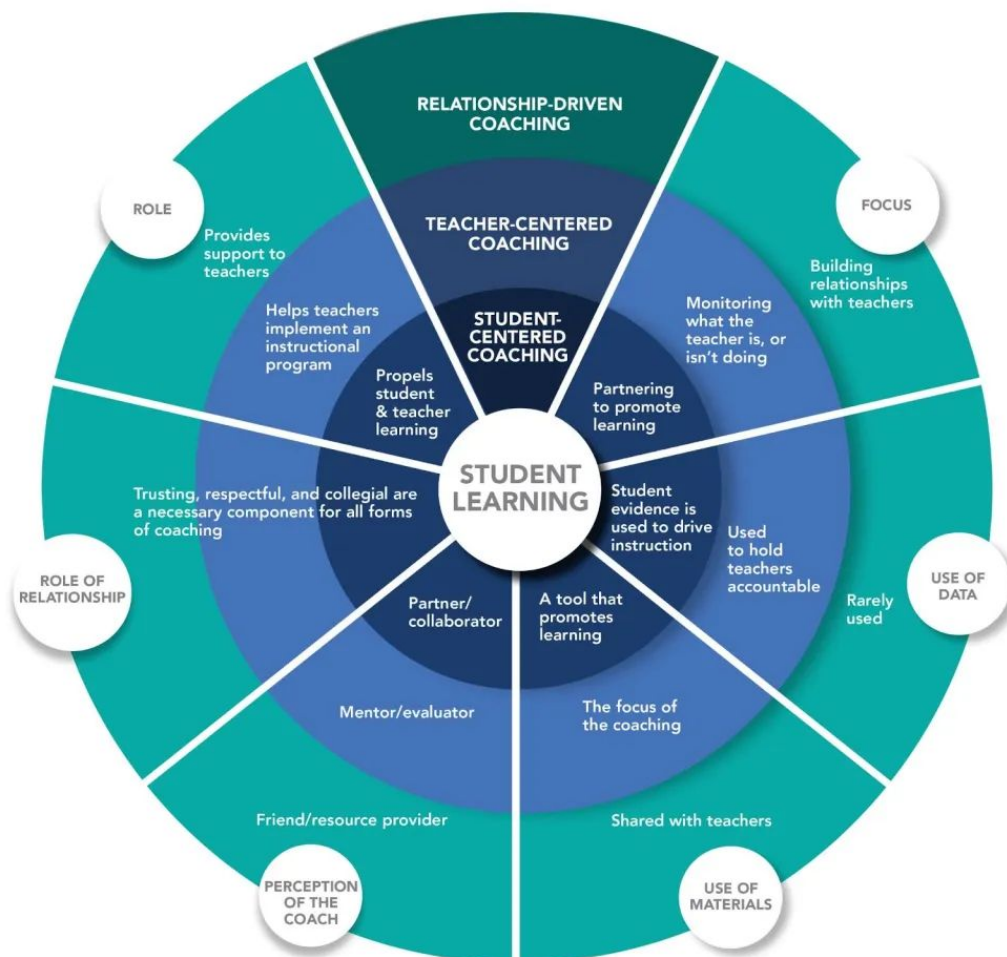 RELATIONSHIP-DRIVEN
COACHING
TEACHER-CENTERED
COACHING
STUDENT-
CENTERED
COACHING
STUDENT
LEARNING
FOCUS
Building
relationships
with teachers
Monitoring
what the
teacher is, or
isn't doing
Partnering
to promote
learning
USE OF
DATA
Rarely
used
Used
to hold
teachers
accountable
Student
evidence is
used to drive
instruction
USE OF
MATERIALS
Shared with teachers
The focus of
the coaching
A tool that
promotes
learning
PERCEPTION
OF THE
COACH
Friend/resource provider
Mentor/evaluator
Partner/
collaborator
ROLE OF
RELATIONSHIP
Trusting, respectful, and collegial are
a necessary component for all forms
of coaching
ROLE
Provides
support to
teachers
Helps teachers
implement an
instructional
program
Propels
student
& teacher
learning